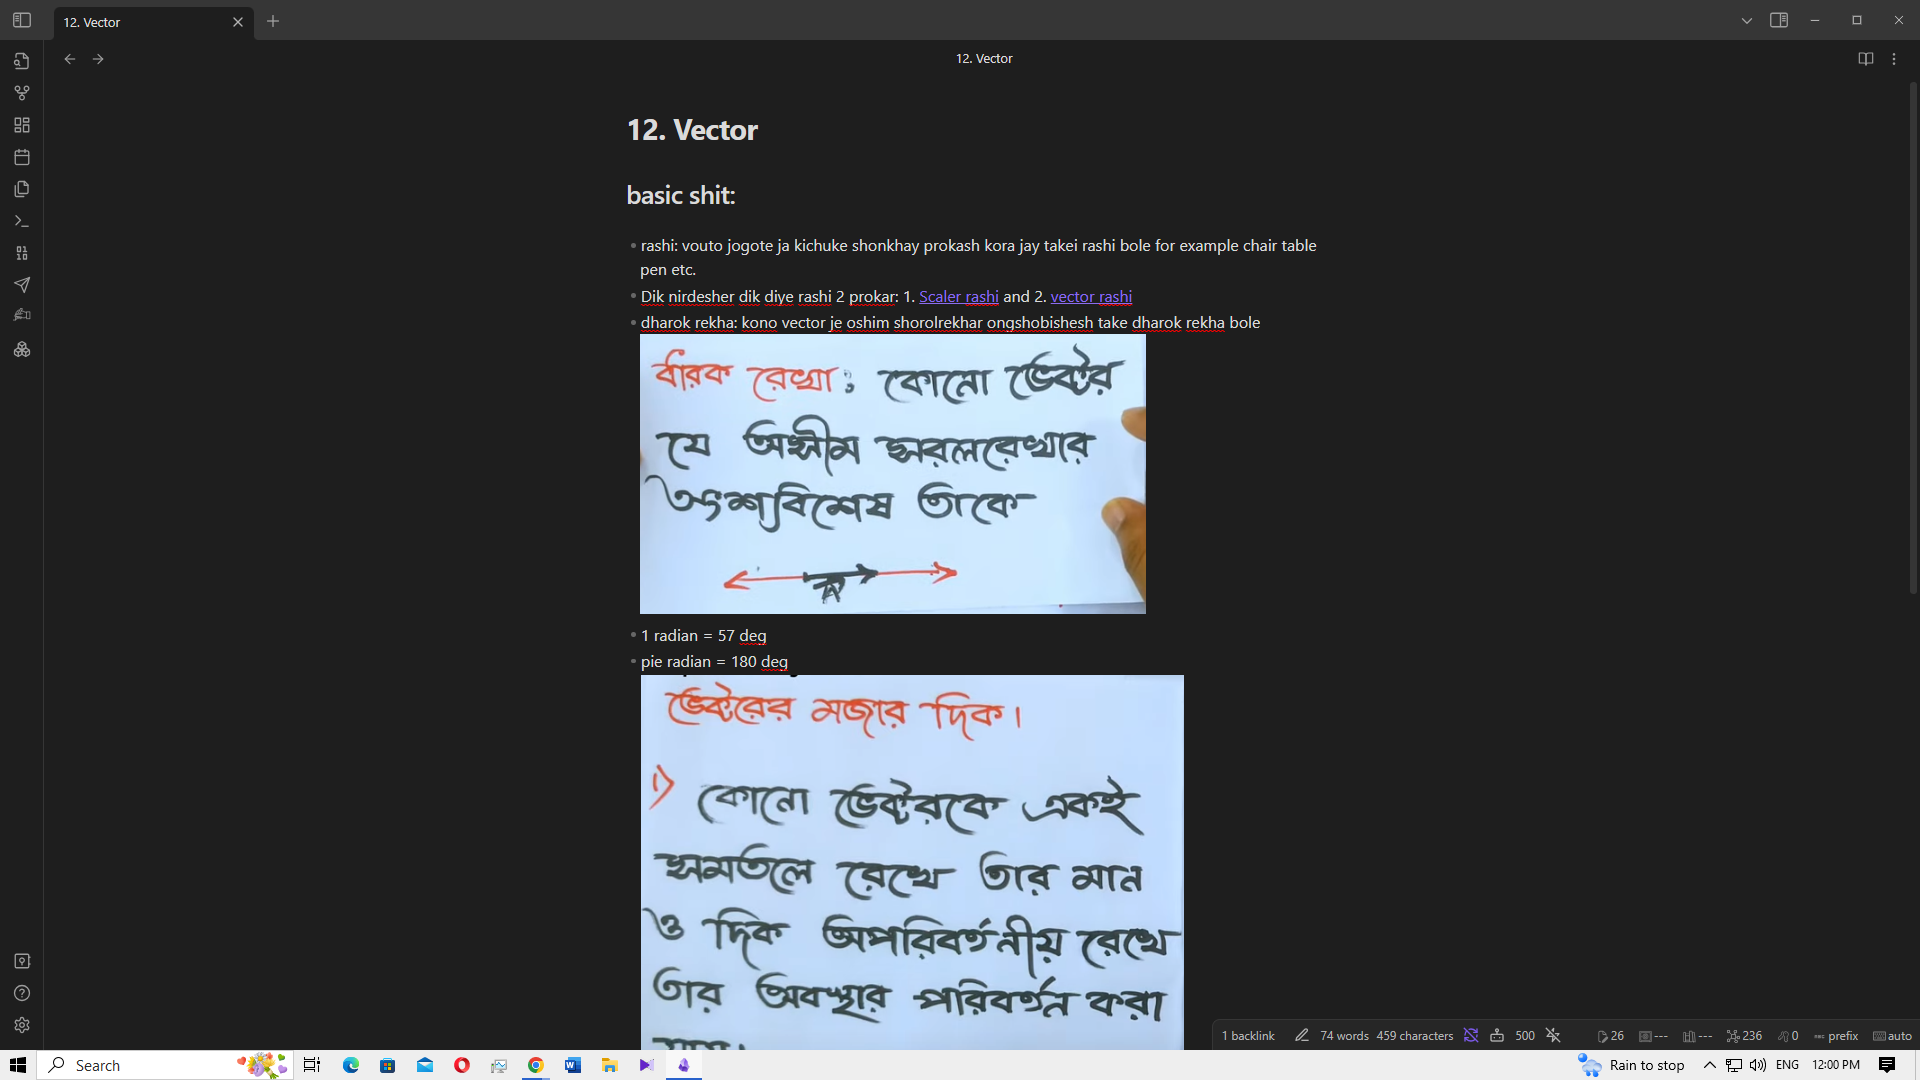 12. Vector
12. Vector
12. Vector
basic shit:
rashi: vouto jogote ja kichuke shonkhay prokash kora jay takei rashi bole for example chair table
pen etc.
Dik nirdesher dik diye rashi 2 prokar: 1. Scaler rashi and 2. vector rashi
dharok rekha: kono vector je oshim shorolrekhar ongshobishesh take dharok rekha bole
ধারক রেখা: কোনো ভেক্টর
যে অসীম সরলরেখার
অংশবিশেষ তাকে
1 radian = 57 deg
pie radian = 180 deg
ভেক্টরের মজার দিক।
১) কোনো ভেক্টরকে একই
সমতলে রেখে তার মান
ও দিক অপরিবর্তনীয় রেখে
তার অবস্থার পরিবর্তন করা
1 backlink 74 words 459 characters 500 26 --- --- 236 0 prefix auto
Search Rain to stop ENG 12:00 PM